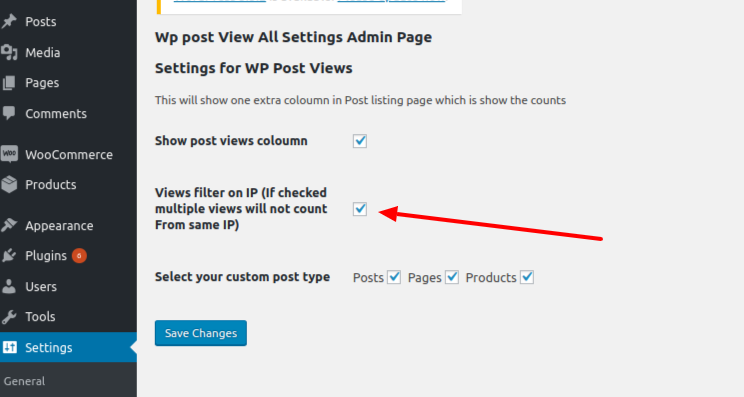 Posts
Media
Pages
Comments
WooCommerce
Products
Appearance
Plugins 6
Users
Tools
Settings
General
Wp post View All Settings Admin Page
Settings for WP Post Views
This will show one extra coloumn in Post listing page which is show the counts
Show post views coloumn
Views filter on IP (If checked
multiple views will not count
From same IP)
Select your custom post type Posts Pages Products
Save Changes